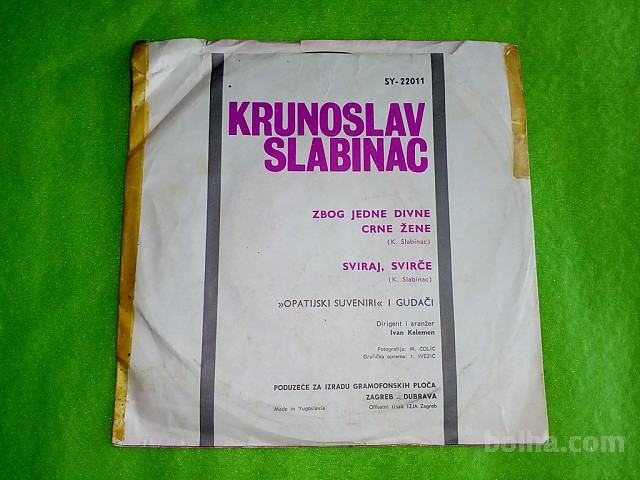 SY-22011
KRUNOSLAV
SLABINAC
ZBOG JEDNE DIVNE
CRNE ŽENE
(K. Slabinac)
SVIRAJ, SVIRČE
(K. Slabinac)
»OPATIJSKI SUVENIRI« I GUDAČI
Dirigent i aranžer
Ivan Kelemen
Fotografija: M. ČOLIĆ
Grafička oprema: I. IVEZIĆ
PODUZEĆE ZA IZRADU GRAMOFONSKIH PLOČA
ZAGREB - DUBRAVA
Made in Yugoslavia Offsetni tisak IZJA Zagreb
bolha.com